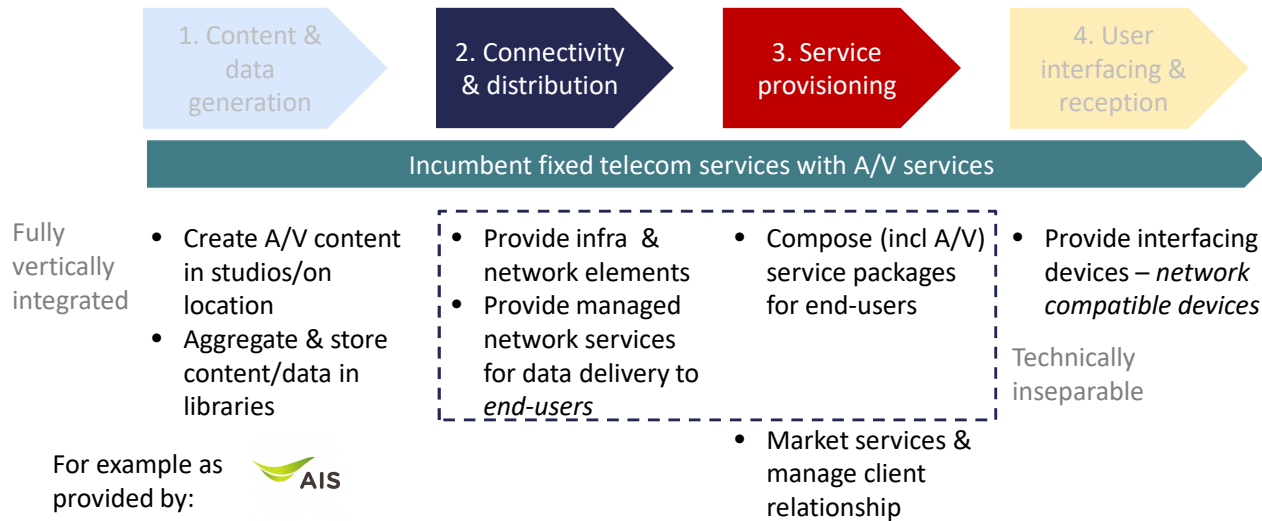 1. Content &
data
generation
2. Connectivity
& distribution
3. Service
provisioning
4. User
interfacing &
reception
Incumbent fixed telecom services with A/V services
Fully
vertically
integrated
• Create A/V content
in studios/on
location
• Aggregate & store
content/data in
libraries
• Provide infra & 
network elements
• Provide managed
network services
for data delivery to
end-users
• Compose (incl A/V)
service packages
for end-users
• Market services &
manage client
relationship
• Provide interfacing
devices – network
compatible devices
Technically
inseparable
For example as
provided by:
AIS